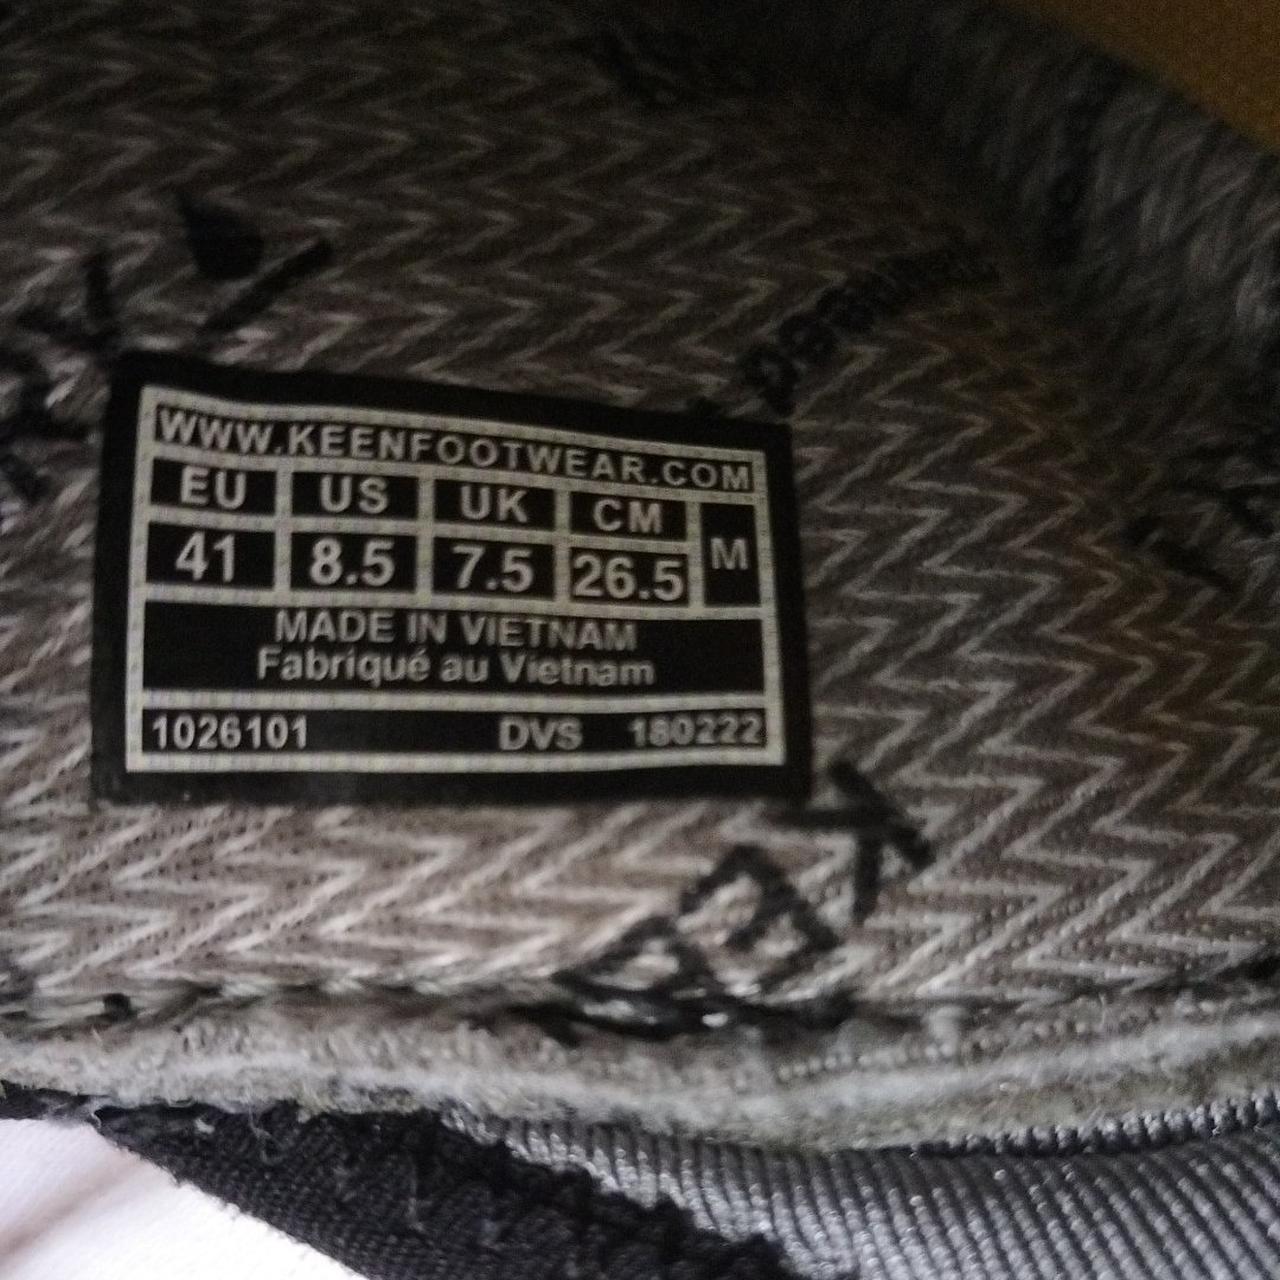 WWW.KEENFOOTWEAR.COM
EU US UK CM M
41 8.5 7.5 26.5
MADE IN VIETNAM
Fabriqué au Vietnam
1026101 DVS 180222